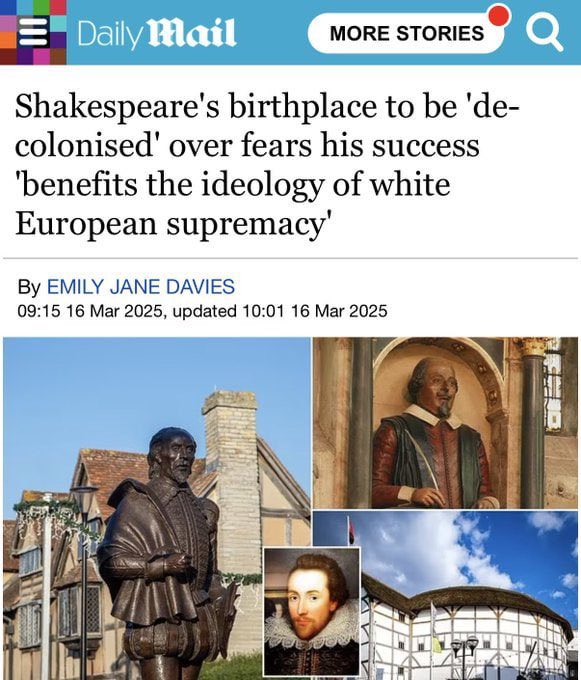 Daily Mail
MORE STORIES
Shakespeare's birthplace to be 'de-
colonised' over fears his success
'benefits the ideology of white
European supremacy'
By EMILY JANE DAVIES
09:15 16 Mar 2025, updated 10:01 16 Mar 2025